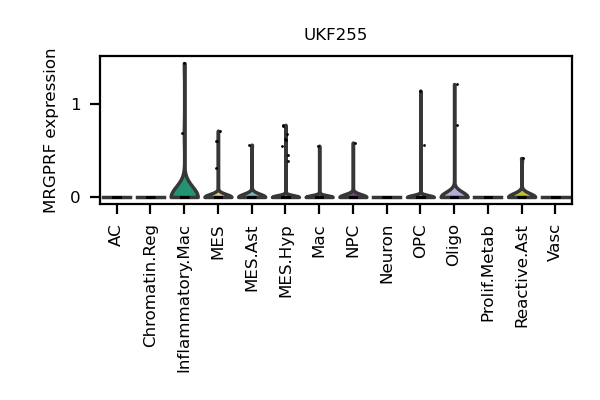 UKF255
MRGPRF expression
1
0
AC
Chromatin.Reg
Inflammatory.Mac
MES
MES.Ast
MES.Hyp
Mac
NPC
Neuron
OPC
Oligo
Prolif.Metab
Reactive.Ast
Vasc